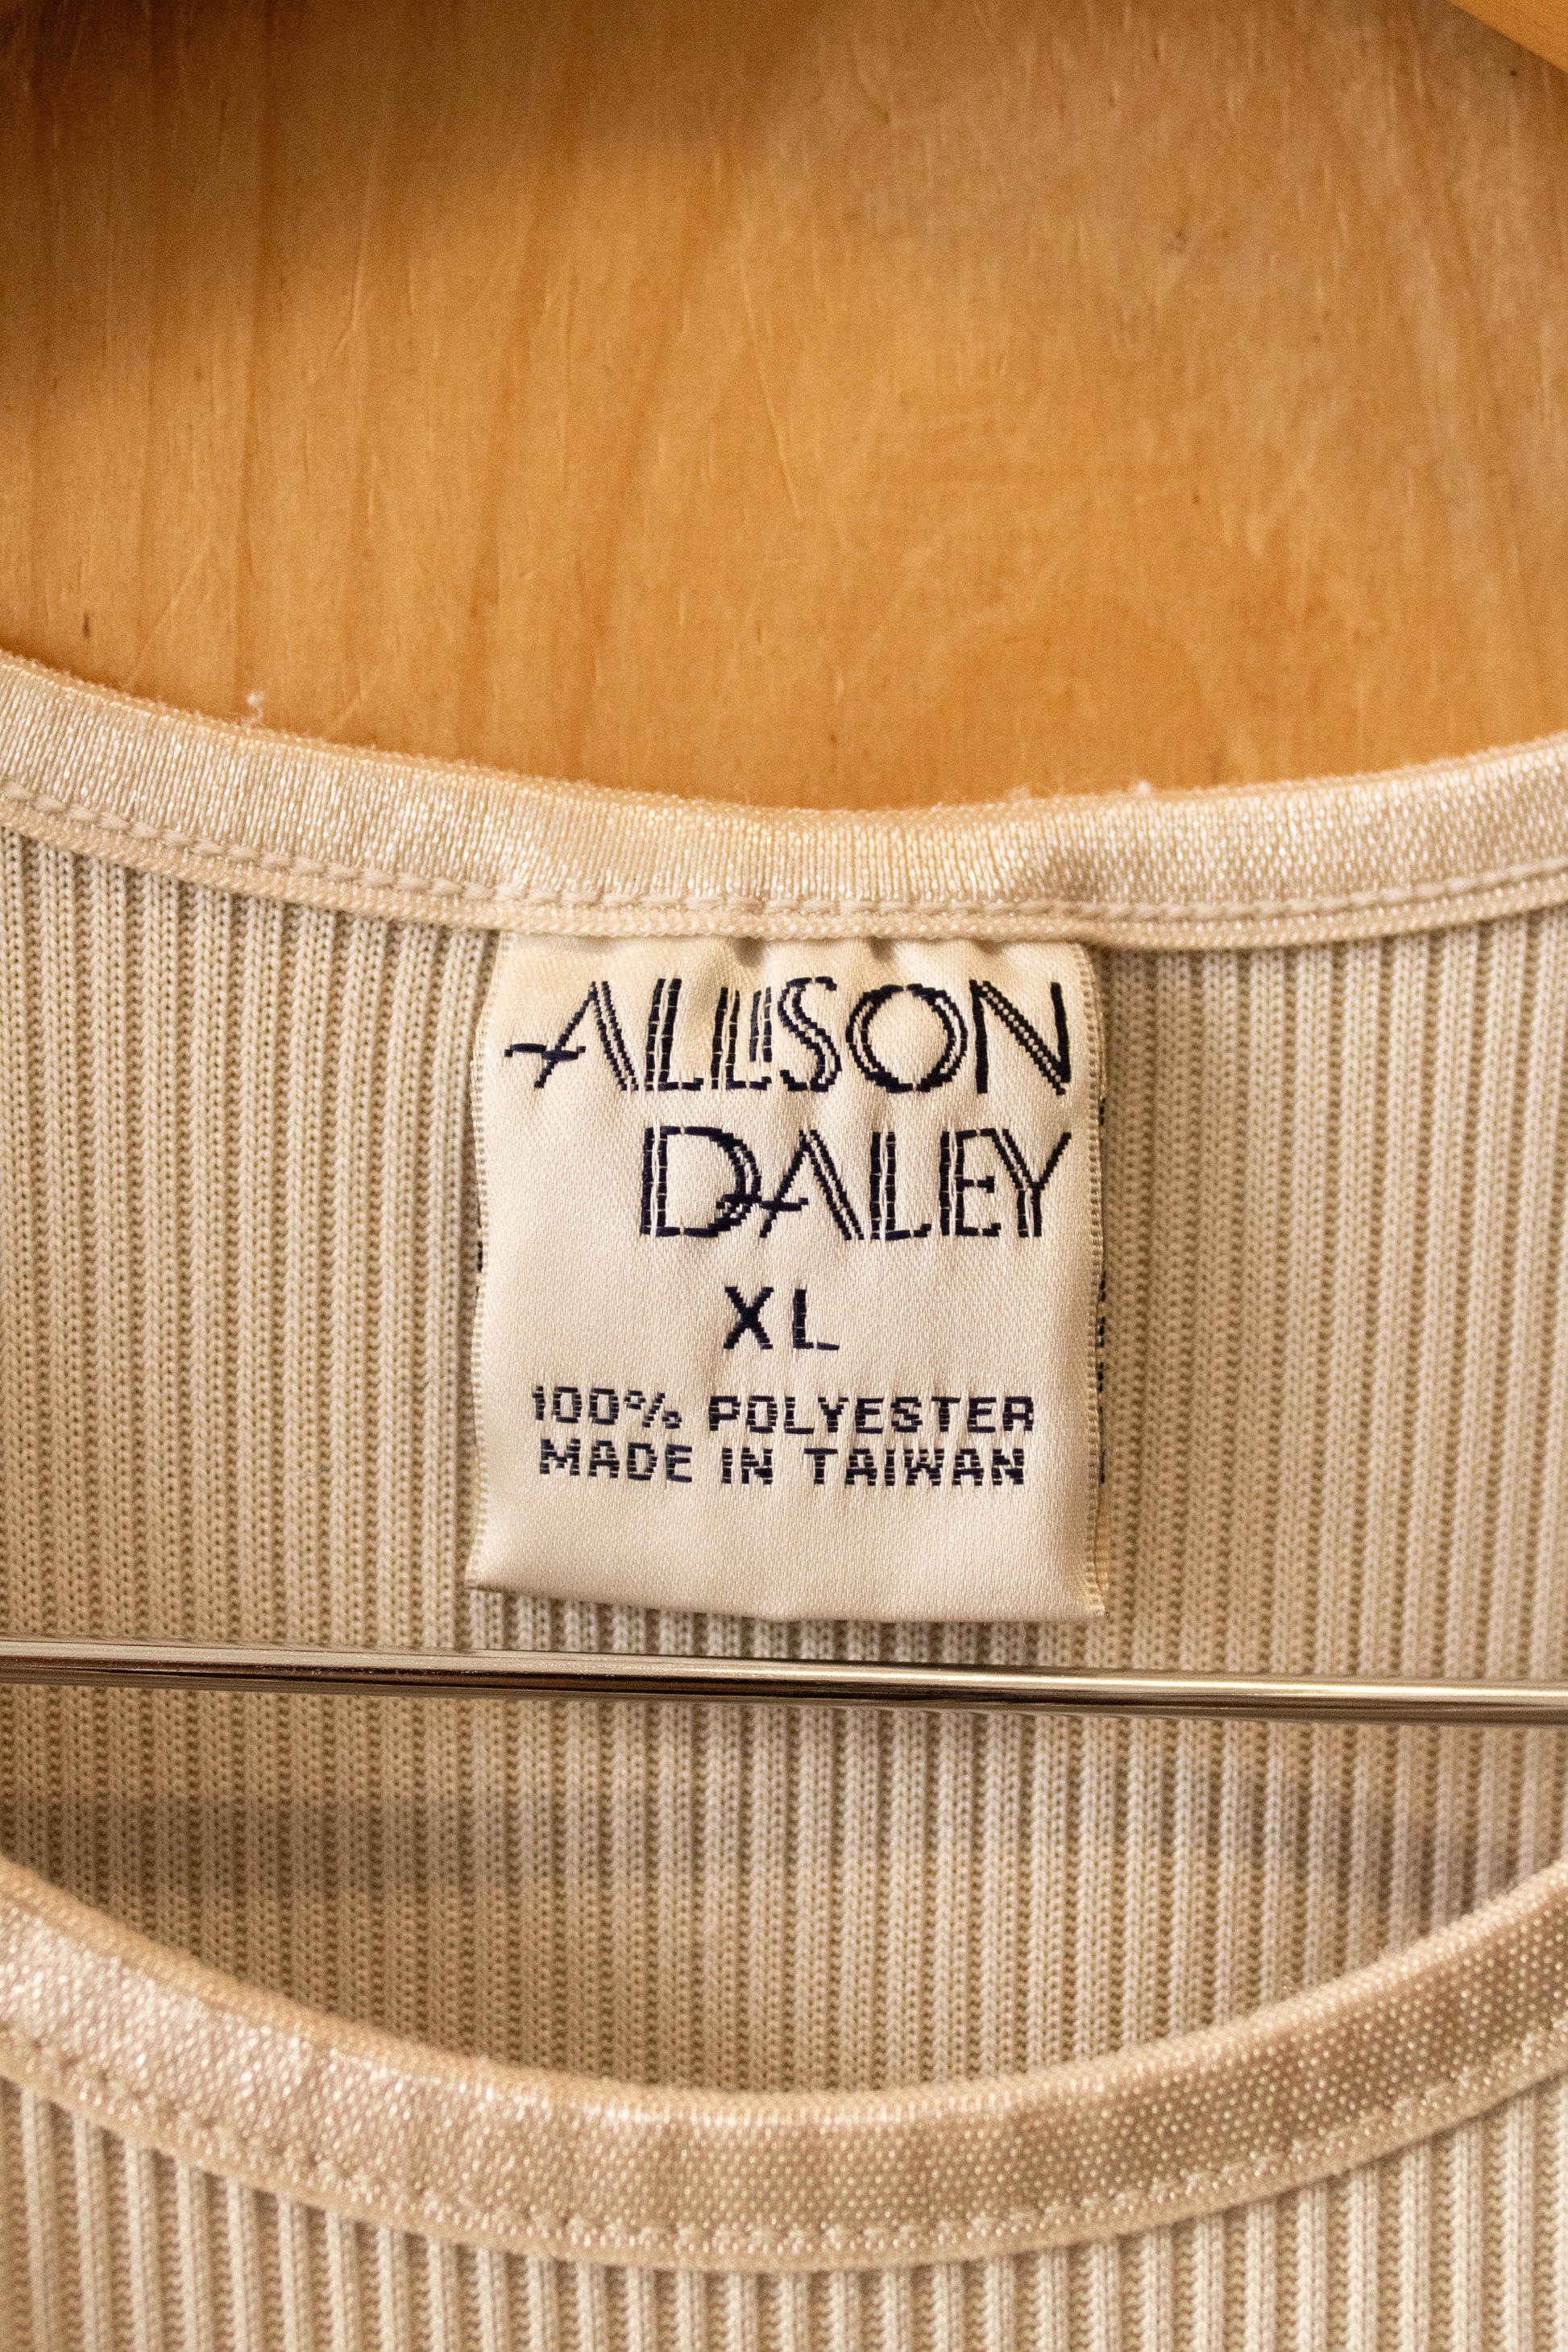 ALLISON
DALEY
XL
100% POLYESTER
MADE IN TAIWAN